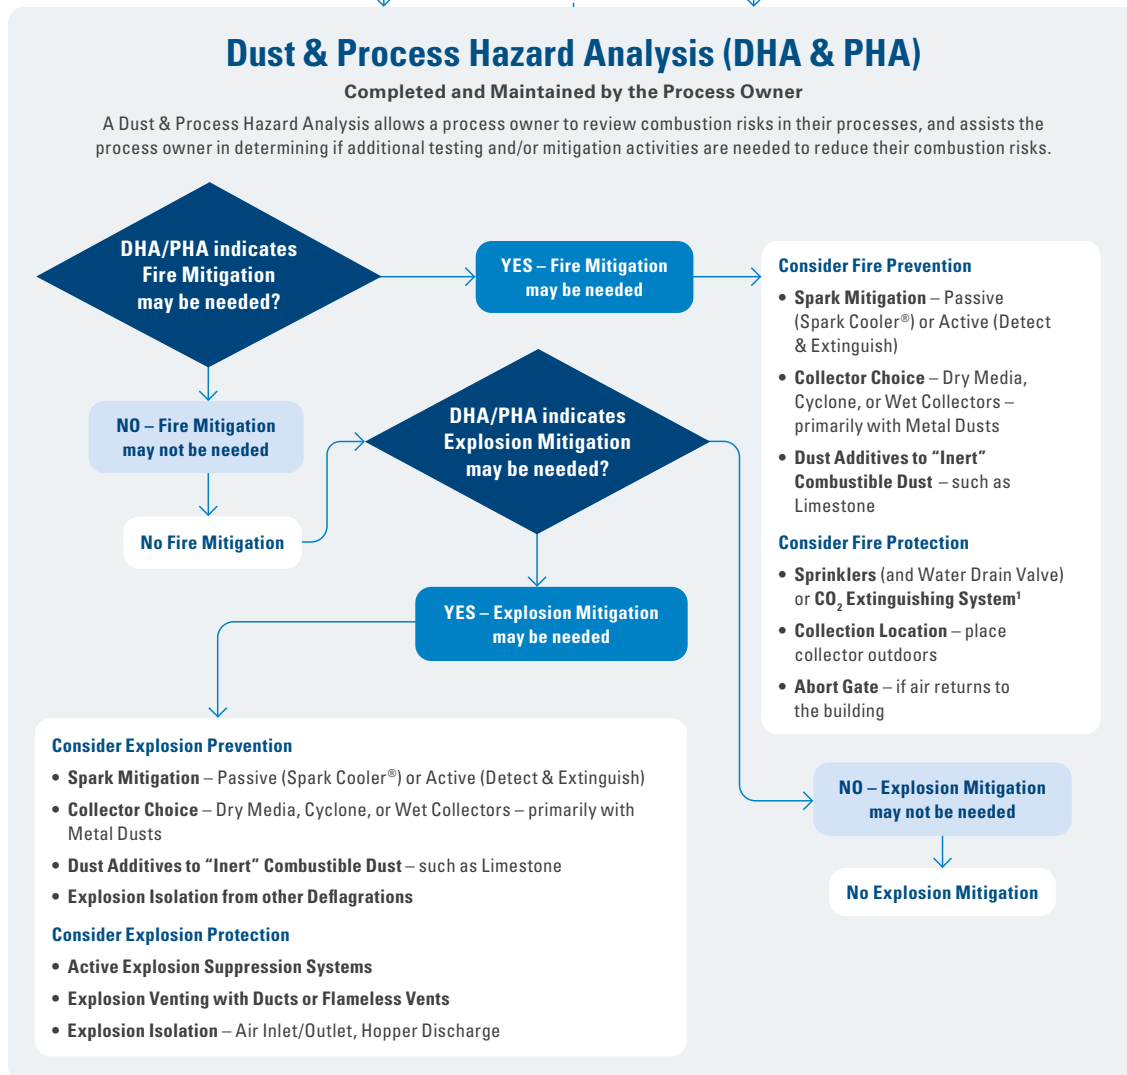 Dust & Process Hazard Analysis (DHA & PHA)
Completed and Maintained by the Process Owner
A Dust & Process Hazard Analysis allows a process owner to review combustion risks in their processes, and assists the
process owner in determining if additional testing and/or mitigation activities are needed to reduce their combustion risks.
DHA/PHA indicates
Fire Mitigation
may be needed?
YES – Fire Mitigation
may be needed
Consider Fire Prevention
• Spark Mitigation – Passive
(Spark Cooler®) or Active (Detect
& Extinguish)
• Collector Choice – Dry Media,
Cyclone, or Wet Collectors –
primarily with Metal Dusts
• Dust Additives to “Inert”
Combustible Dust – such as
Limestone
Consider Fire Protection
• Sprinklers (and Water Drain Valve)
or CO₂ Extinguishing System¹
• Collection Location – place
collector outdoors
• Abort Gate – if air returns to
the building
NO – Fire Mitigation
may not be needed
No Fire Mitigation
DHA/PHA indicates
Explosion Mitigation
may be needed?
YES – Explosion Mitigation
may be needed
Consider Explosion Prevention
• Spark Mitigation – Passive (Spark Cooler®) or Active (Detect & Extinguish)
• Collector Choice – Dry Media, Cyclone, or Wet Collectors – primarily with
Metal Dusts
• Dust Additives to “Inert” Combustible Dust – such as Limestone
• Explosion Isolation from other Deflagrations
Consider Explosion Protection
• Active Explosion Suppression Systems
• Explosion Venting with Ducts or Flameless Vents
• Explosion Isolation – Air Inlet/Outlet, Hopper Discharge
NO – Explosion Mitigation
may not be needed
No Explosion Mitigation